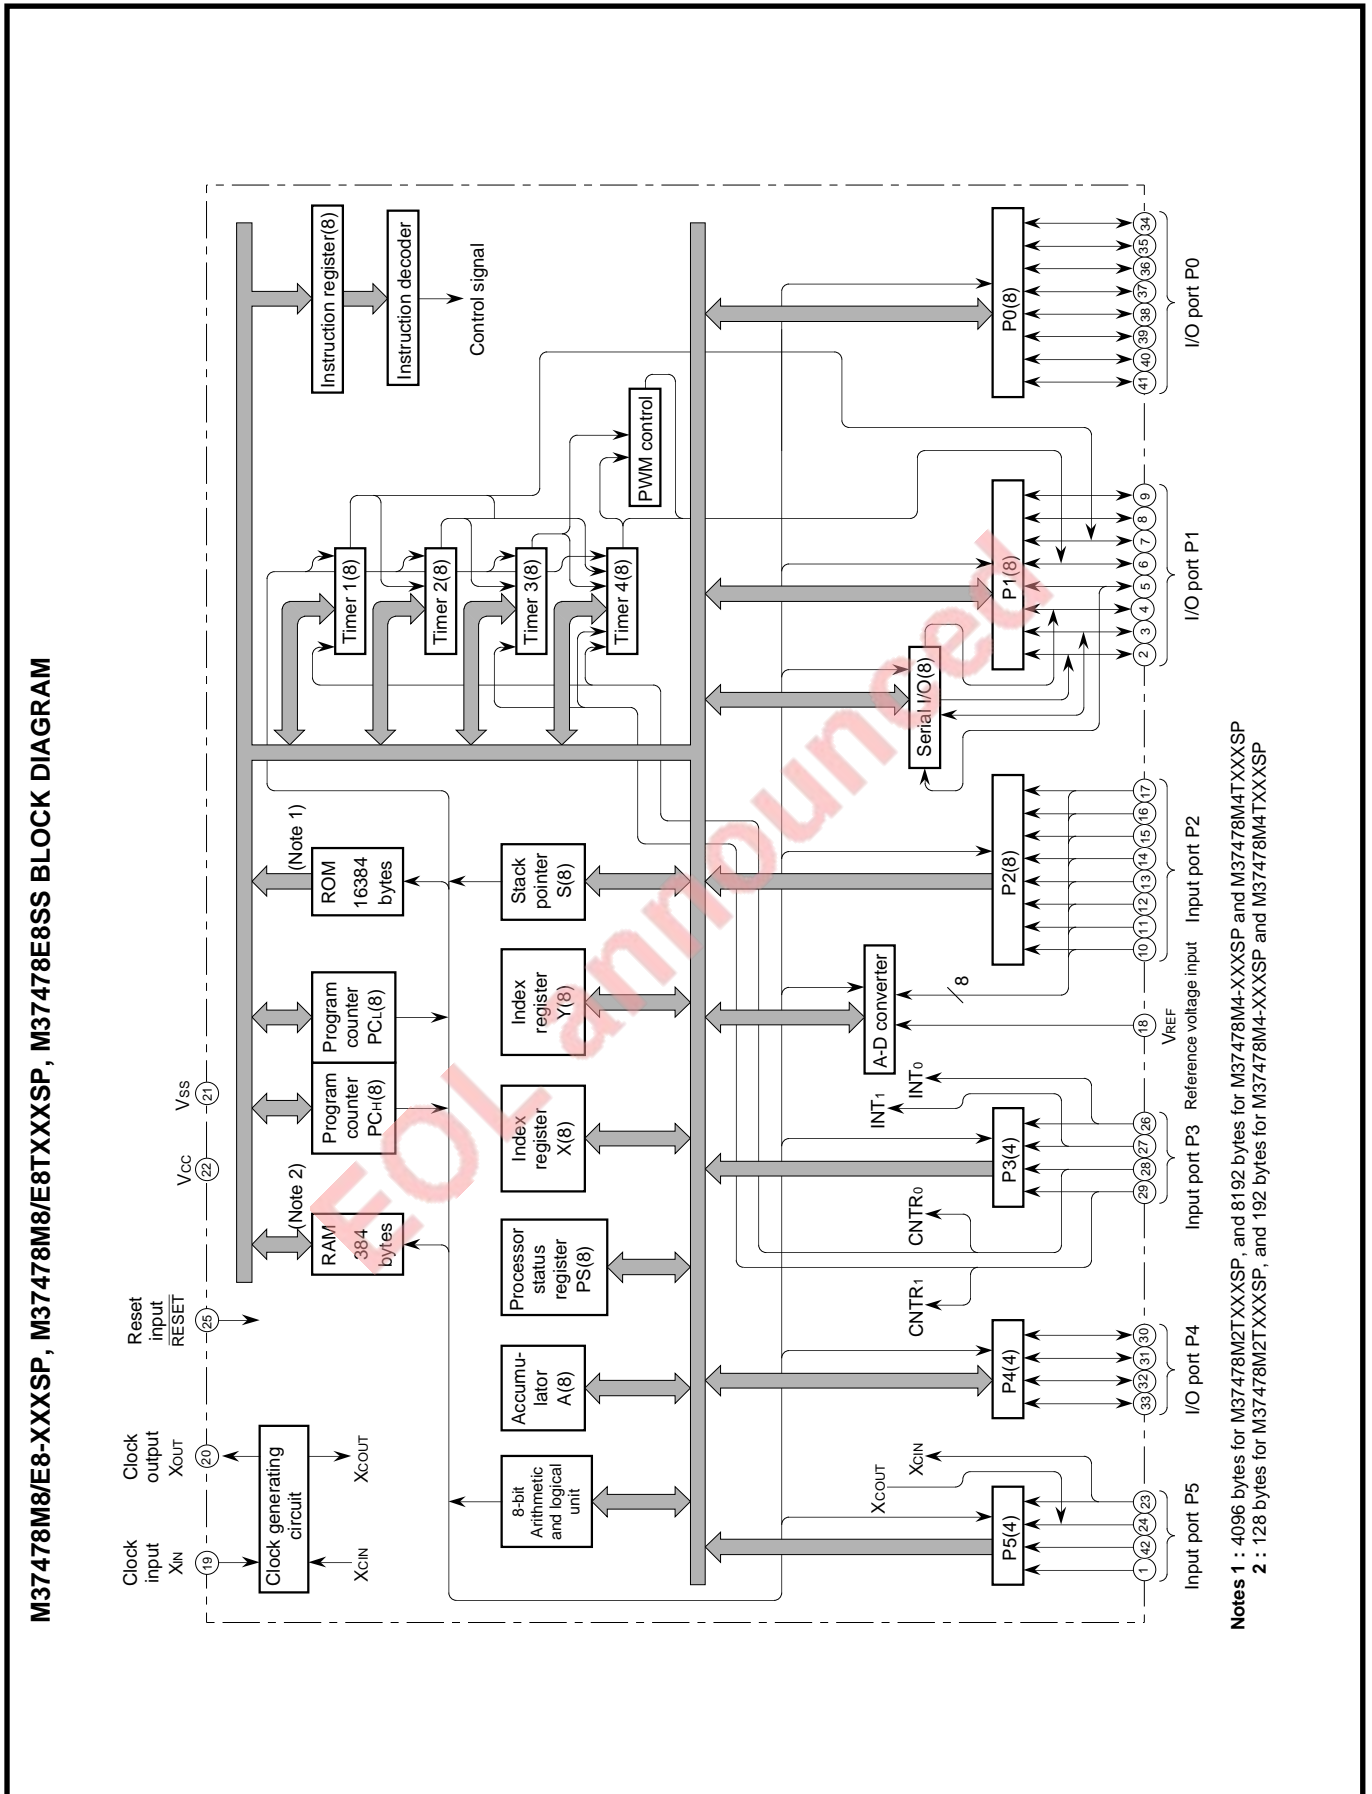 M37478M8/E8-XXXSP, M37478M8/E8TXXXSP, M37478E8SS BLOCK DIAGRAM
Clock
input
XIN
Clock
output
XOUT
Reset
input
RESET
VCC
VSS
19
20
25
22
21
Clock generating
circuit
XCIN
XCOUT
RAM
384
bytes
(Note 2)
Program
counter
PCH(8)
Program
counter
PCL(8)
ROM
16384
bytes
(Note 1)
Instruction register(8)
Instruction decoder
Control signal
Timer 1(8)
Timer 2(8)
Timer 3(8)
Timer 4(8)
PWM control
8-bit
Arithmetic
and logical
unit
Accumu-
lator
A(8)
Processor
status
register
PS(8)
Index
register
X(8)
Index
register
Y(8)
Stack
pointer
S(8)
XCOUT
XCIN
CNTR1
CNTR0
INT1
INT0
A-D converter
8
Serial I/O(8)
P5(4)
P4(4)
P3(4)
P2(8)
P1(8)
P0(8)
1
42
24
23
33
32
31
30
29
28
27
26
18
10
11
12
13
14
15
16
17
2
3
4
5
6
7
8
9
41
40
39
38
37
36
35
34
VREF
Input port P5
I/O port P4
Input port P3
Reference voltage input
Input port P2
I/O port P1
I/O port P0
Notes 1 : 4096 bytes for M37478M2TXXXSP, and 8192 bytes for M37478M4-XXXSP and M37478M4TXXXSP
2 : 128 bytes for M37478M2TXXXSP, and 192 bytes for M37478M4-XXXSP and M37478M4TXXXSP
EOL announced